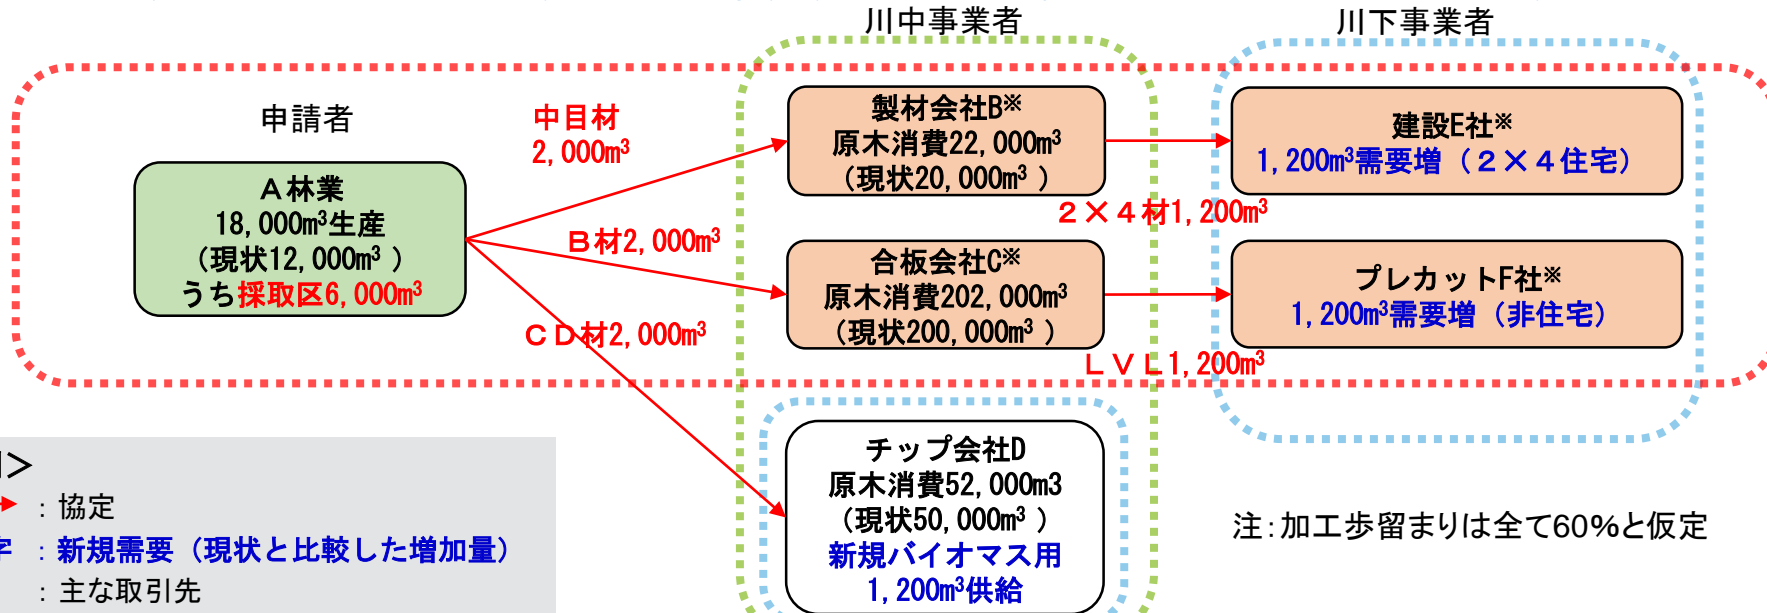 川中事業者
川下事業者
申請者
A林業
18,000m³生産
（現状12,000m³）
うち採取区6,000m³
中目材
2,000m³
B材2,000m³
CD材2,000m³
製材会社B※
原木消費22,000m³
（現状20,000m³）
2×4材1,200m³
合板会社C※
原木消費202,000m³
（現状200,000m³）
LVL1,200m³
チップ会社D
原木消費52,000m3
（現状50,000m³）
新規バイオマス用
1,200m³供給
建設E社※
1,200m³需要増（2×4住宅）
プレカットF社※
1,200m³需要増（非住宅）
＞
：協定
字：新規需要（現状と比較した増加量）
：主な取引先
注：加工歩留まりは全て60%と仮定